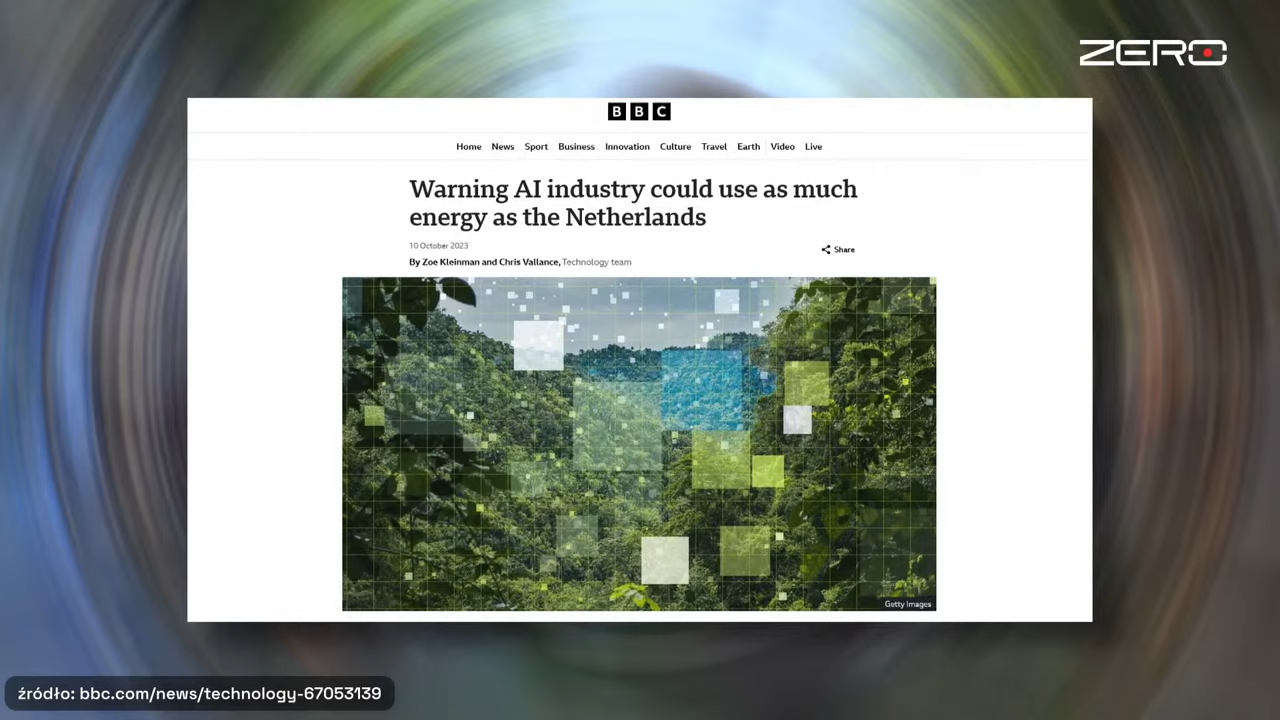 ZERO
BBC
Home News Sport Business Innovation Culture Travel Earth Video Live
Warning AI industry could use as much
energy as the Netherlands
10 October 2023
Share
By Zoe Kleinman and Chris Vallance, Technology team
Getty Images
źródło: bbc.com/news/technology-67053139